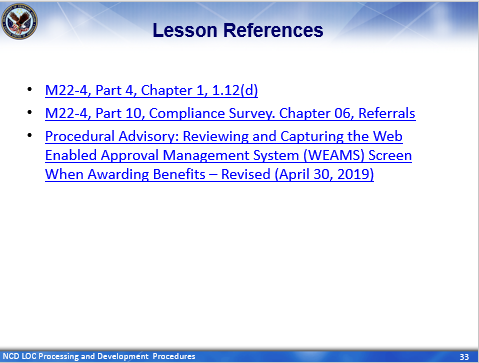 Lesson References
• M22-4, Part 4, Chapter 1, 1.12(d)
• M22-4, Part 10, Compliance Survey. Chapter 06, Referrals
• Procedural Advisory: Reviewing and Capturing the Web
Enabled Approval Management System (WEAMS) Screen
When Awarding Benefits – Revised (April 30, 2019)
NCD LOC Processing and Development Procedures
33